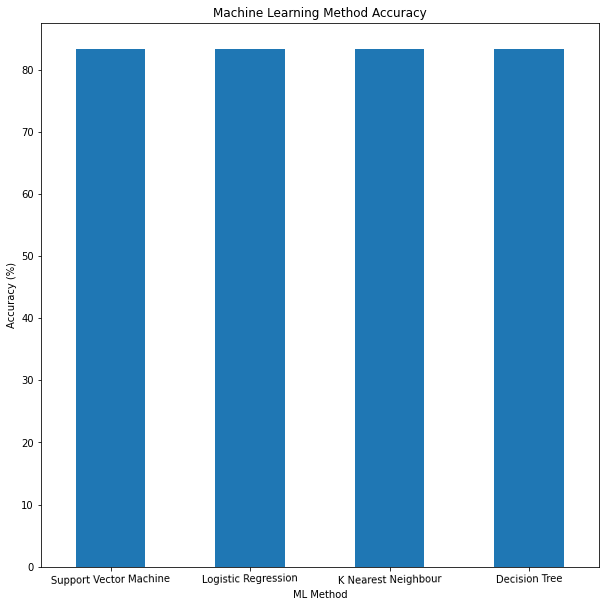 Machine Learning Method Accuracy
Accuracy (%)
80
70
60
50
40
30
20
10
0
Support Vector Machine
Logistic Regression
K Nearest Neighbour
Decision Tree
ML Method